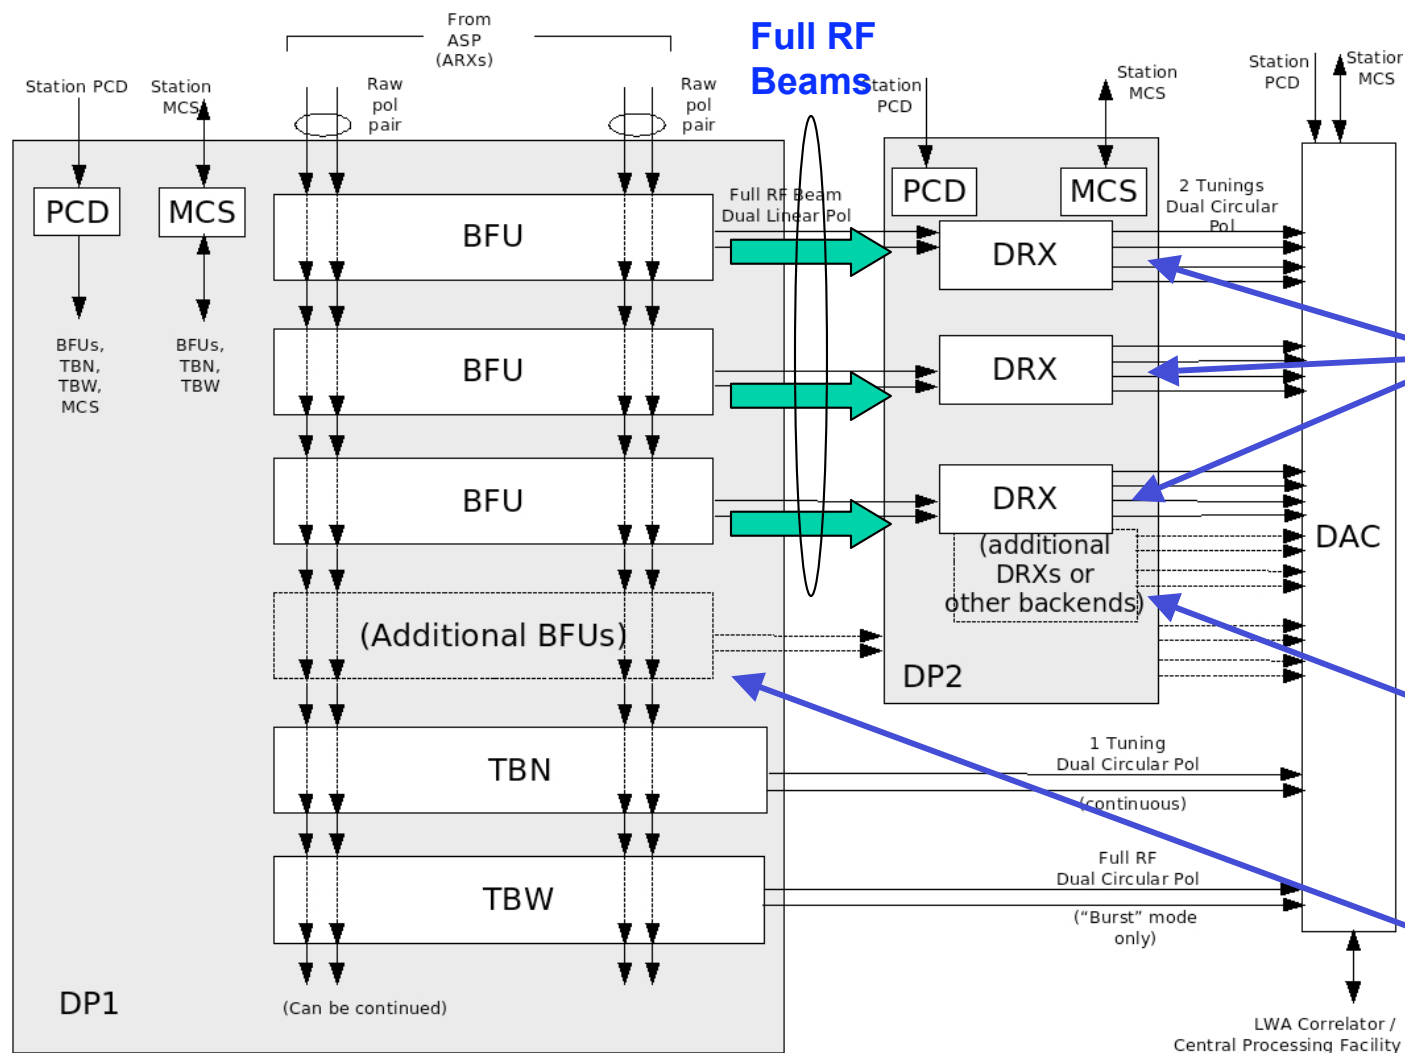 From
ASP
(ARXs)
Full RF
Beams
Station PCD
Station
MCS
Raw
pol
pair
Raw
pol
pair
Station
PCD
Station
MCS
Station
PCD
Station
MCS
PCD
MCS
BFU
Full RF Beam
Dual Linear Pol
PCD
MCS
2 Tunings
Dual Circular
Pol
DRX
BFUs,
TBN,
TBW,
MCS
BFUs,
TBN,
TBW
BFU
DRX
BFU
DRX
(additional
DRXs or
other backends)
DAC
(Additional BFUs)
DP2
TBN
1 Tuning
Dual Circular Pol
(continuous)
TBW
Full RF
Dual Circular Pol
("Burst" mode
only)
DP1
(Can be continued)
LWA Correlator /
Central Processing Facility